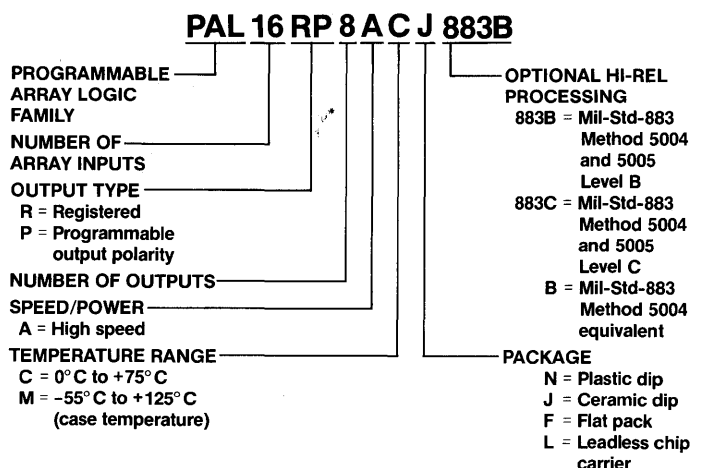 PAL 16 RP 8 A C J 883B
PROGRAMMABLE
ARRAY LOGIC
FAMILY
NUMBER OF
ARRAY INPUTS
OUTPUT TYPE
R = Registered
P = Programmable
output polarity
NUMBER OF OUTPUTS
SPEED/POWER
A = High speed
TEMPERATURE RANGE
C = 0°C to +75°C
M = -55°C to +125°C
(case temperature)
OPTIONAL HI-REL
PROCESSING
883B = Mil-Std-883
Method 5004
and 5005
Level B
883C = Mil-Std-883
Method 5004
and 5005
Level C
B = Mil-Std-883
Method 5004
equivalent
PACKAGE
N = Plastic dip
J = Ceramic dip
F = Flat pack
L = Leadless chip
carrier